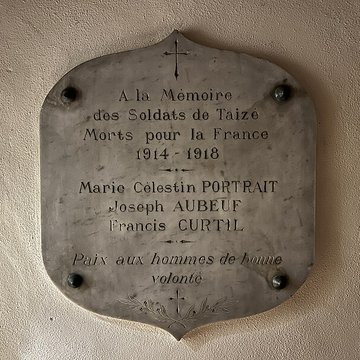 A la Mémoire
des Soldats de Taizé
Morts pour la France
1914 - 1918
Marie Célestin PORTRAIT
Joseph AUBEUF
Francis CURTIL
Paix aux hommes de bonne
volonté